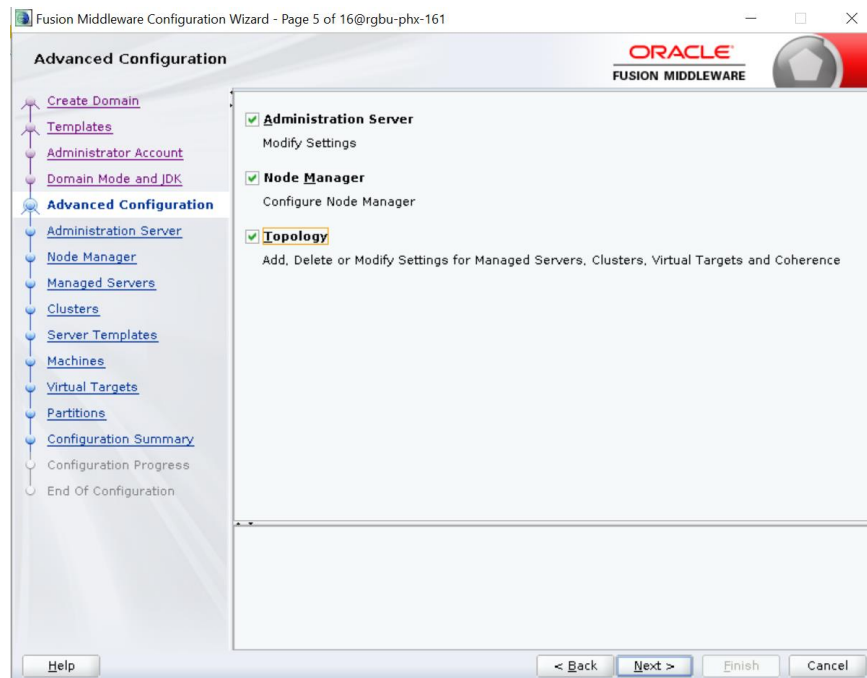 Fusion Middleware Configuration Wizard - Page 5 of 16@rgbu-phx-161
Advanced Configuration
ORACLE
FUSION MIDDLEWARE
Create Domain
Templates
Administrator Account
Domain Mode and JDK
Advanced Configuration
Administration Server
Node Manager
Managed Servers
Clusters
Server Templates
Machines
Virtual Targets
Partitions
Configuration Summary
Configuration Progress
End Of Configuration
Administration Server
Modify Settings
Node Manager
Configure Node Manager
Topology
Add, Delete or Modify Settings for Managed Servers, Clusters, Virtual Targets and Coherence
Help
< Back
Next >
Finish
Cancel